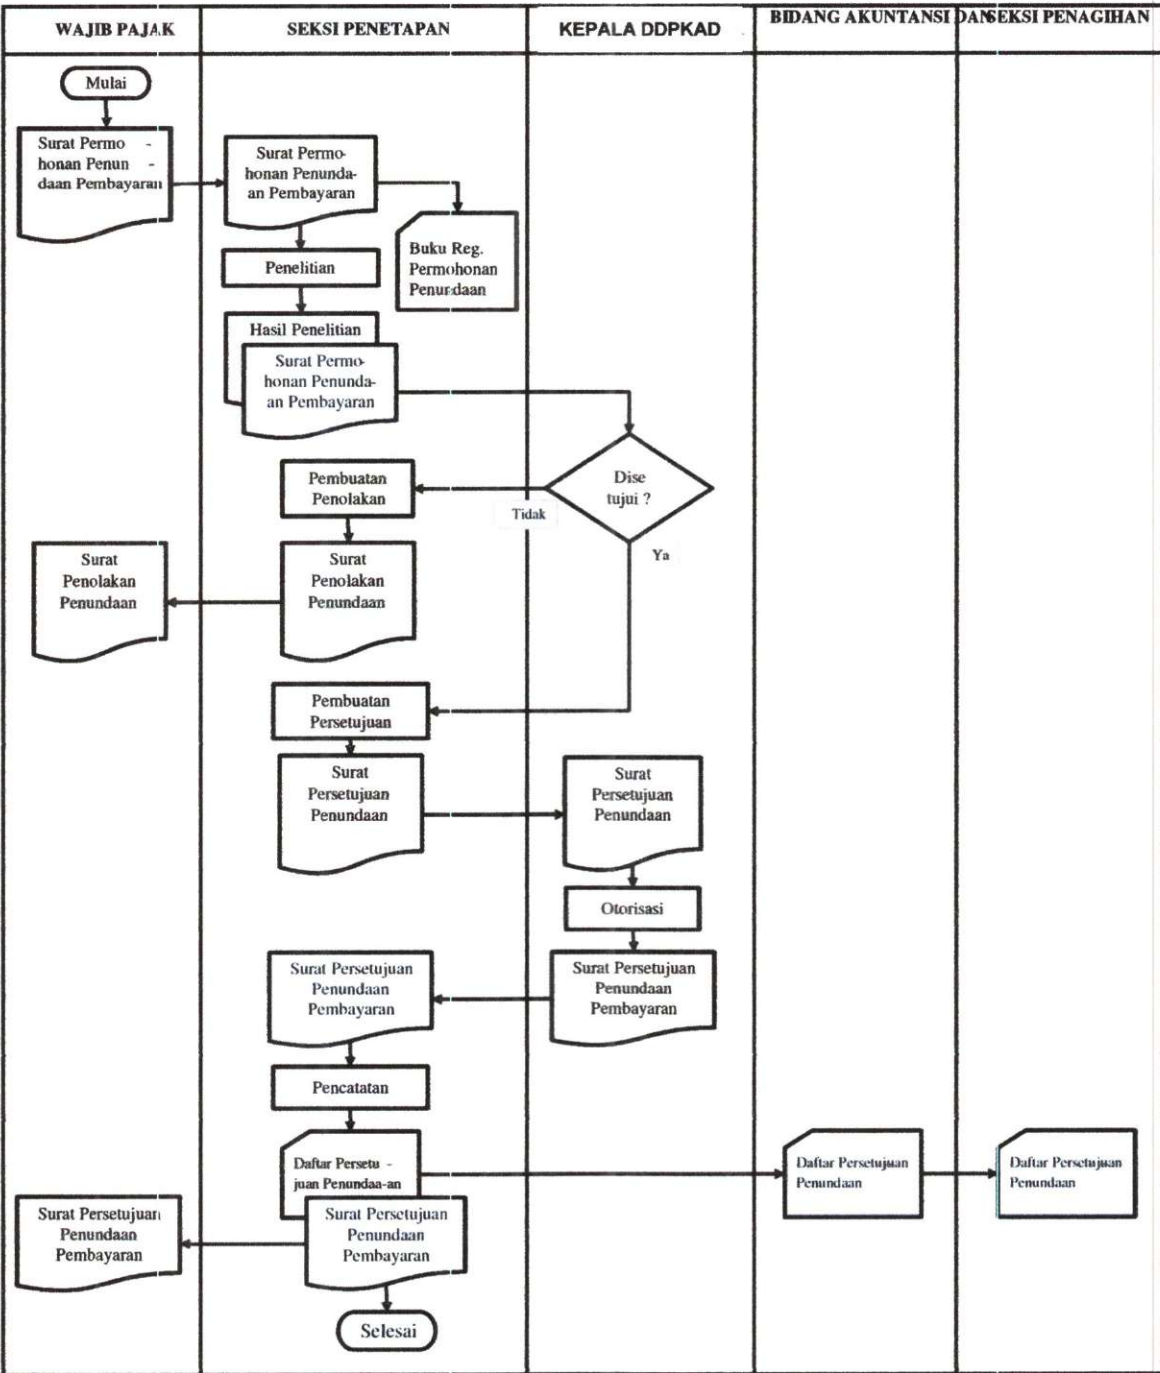 WAJIB PAJAK
SEKSI PENETAPAN
KEPALA DDPKAD
BIDANG AKUNTANSI DAN
SEKSI PENAGIHAN
Mulai
Surat Permo -
honan Penun -
daan Pembayaran
Surat Permo-
honan Penunda-
an Pembayaran
Buku Reg.
Permohonan
Penundaan
Penelitian
Hasil Penelitian
Surat Permo-
honan Penunda-
an Pembayaran
Dise
tujui ?
Tidak
Ya
Pembuatan
Penolakan
Surat
Penolakan
Penundaan
Surat
Penolakan
Penundaan
Pembuatan
Persetujuan
Surat
Persetujuan
Penundaan
Surat
Persetujuan
Penundaan
Otorisasi
Surat Persetujuan
Penundaan
Pembayaran
Surat Persetujuan
Penundaan
Pembayaran
Pencatatan
Daftar Persetu -
juan Penundaa-an
Daftar Persetujuan
Penundaan
Daftar Persetujuan
Penundaan
Surat Persetujuan
Penundaan
Pembayaran
Surat Persetujuan
Penundaan
Pembayaran
Selesai